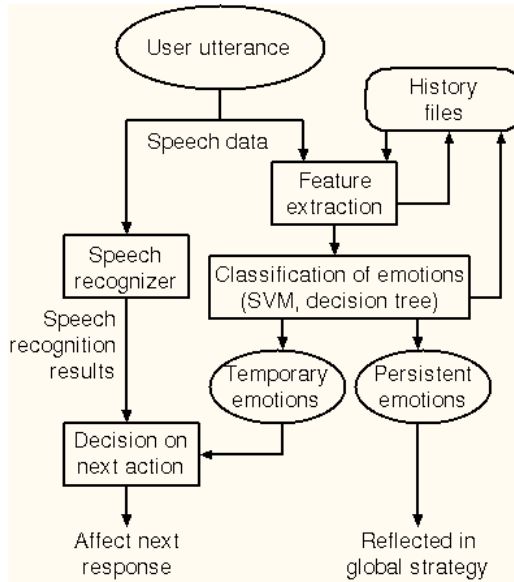 User utterance
History
files
Speech data
Feature
extraction
Speech
recognizer
Classification of emotions
(SVM, decision tree)
Speech
recognition
results
Temporary
emotions
Persistent
emotions
Decision on
next action
Affect next
response
Reflected in
global strategy